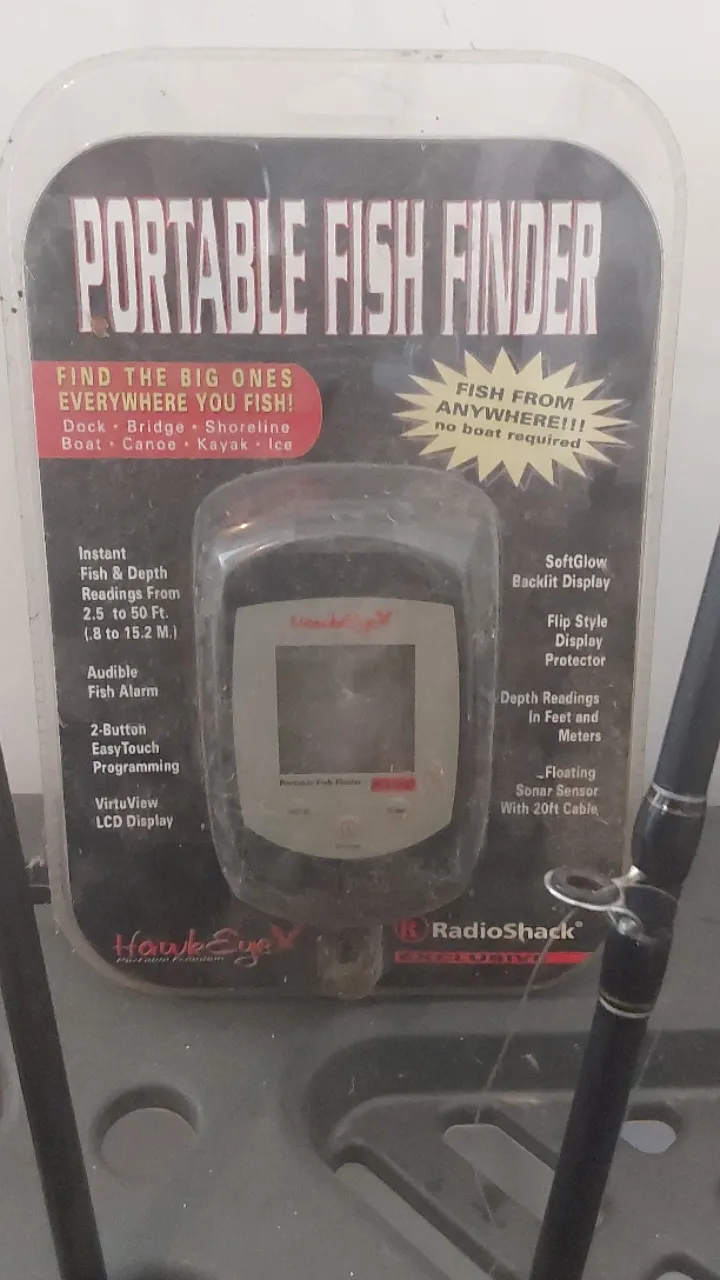 PORTABLE FISH FINDER
FIND THE BIG ONES
EVERYWHERE YOU FISH!
Dock · Bridge · Shoreline
Boat · Canoe · Kayak · Ice
FISH FROM
ANYWHERE!!!
no boat required
Instant
Fish & Depth
Readings From
2.5 to 50 Ft.
(.8 to 15.2 M.)
Audible
Fish Alarm
2-Button
EasyTouch
Programming
VirtuView
LCD Display
SoftGlow
Backlit Display
Flip Style
Display
Protector
Depth Readings
In Feet and
Meters
Floating
Sonar Sensor
With 20ft Cable
HawkEye
Portable Fish Finder
HawkEye
Portable Freedom
R RadioShack®
EXCLUSIVE